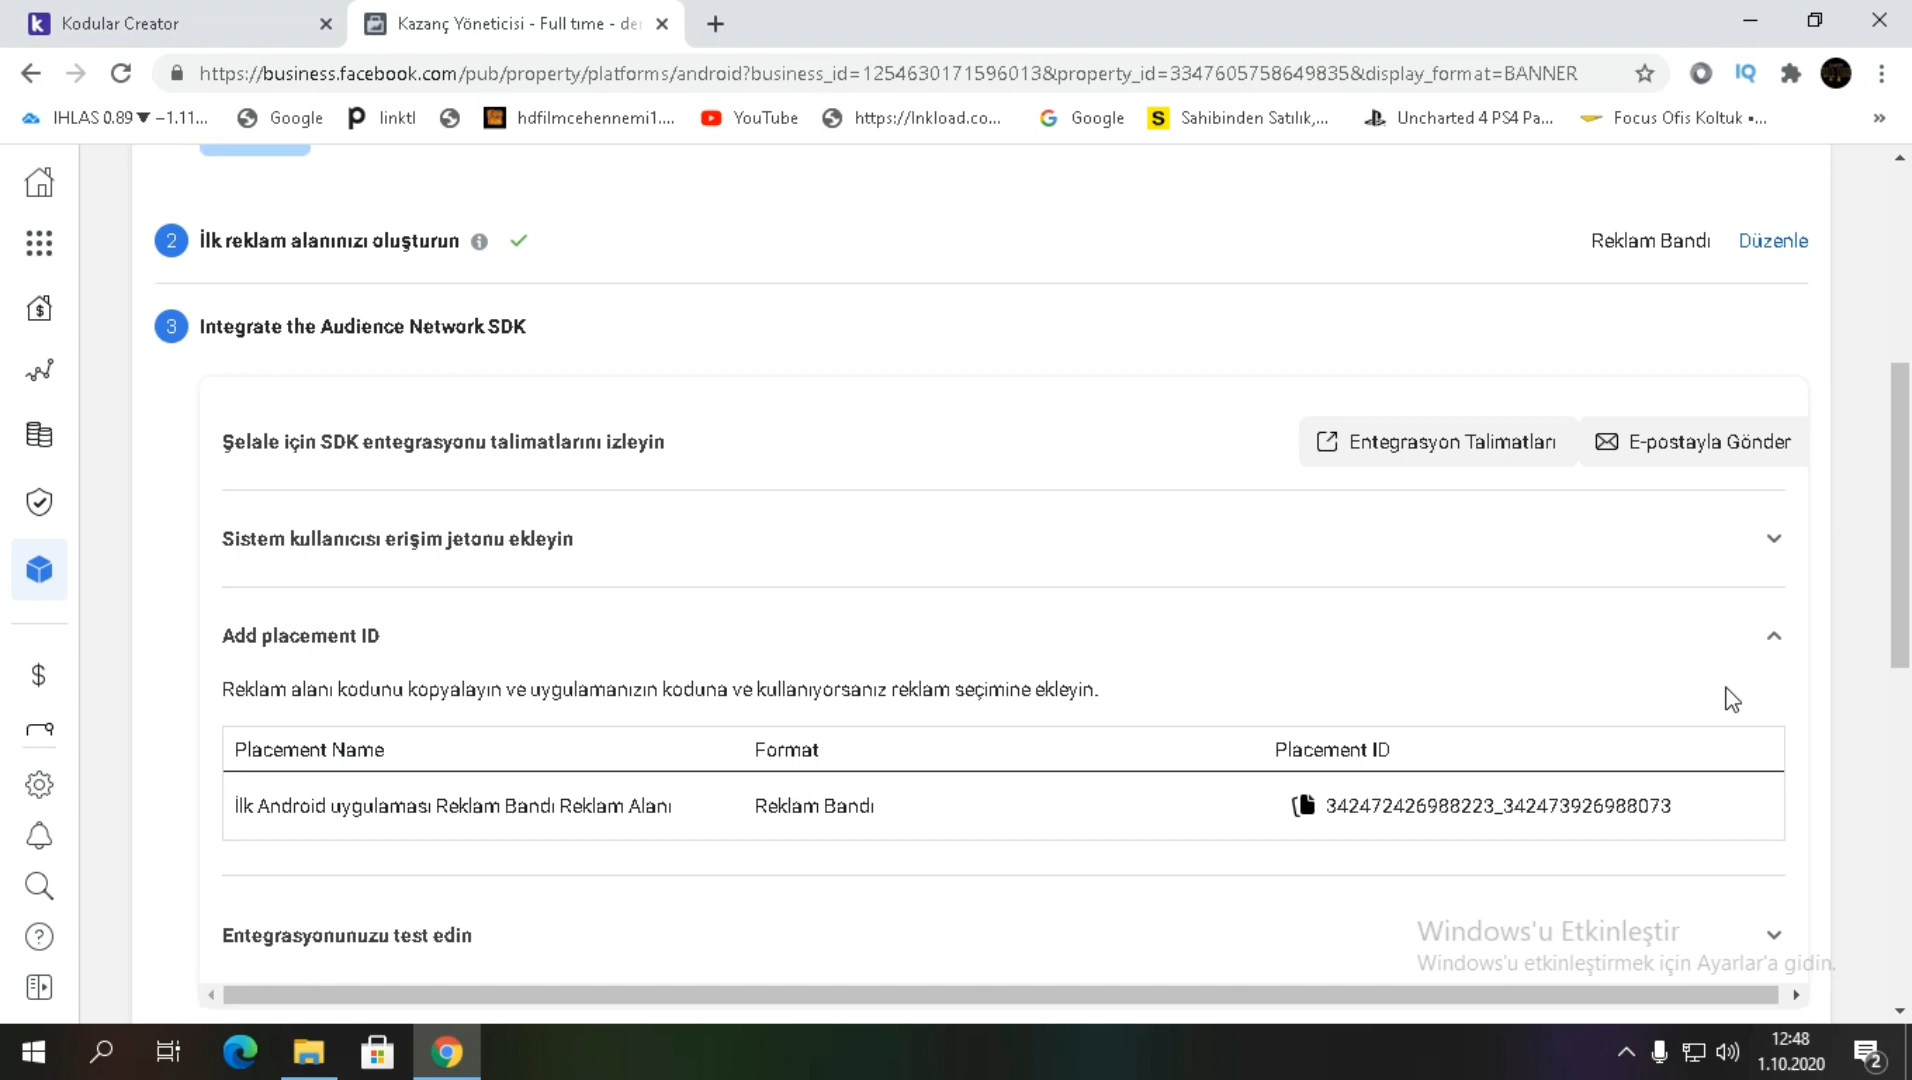 Kodular Creator
Kazanç Yöneticisi - Full tıme - de
https://business.facebook.com/pub/property/platforms/android?business_id=1254630171596013&property_id=3347605758649835&display_format=BANNER
IQ
IHLAS 0.89▼ −1.11... Google linktl hdfilmcehennemi1.... YouTube https://lnkload.co... Google Sahibinden Satılık,... Uncharted 4 PS4 Pa... Focus Ofis Koltuk •...
2 İlk reklam alanınızı oluşturun
Reklam Bandı Düzenle
3 Integrate the Audience Network SDK
Şelale için SDK entegrasyonu talimatlarını izleyin
Entegrasyon Talimatları
E-postayla Gönder
Sistem kullanıcısı erişim jetonu ekleyin
Add placement ID
Reklam alanı kodunu kopyalayın ve uygulamanızın koduna ve kullanıyorsanız reklam seçimine ekleyin.
Placement Name Format Placement ID
İlk Android uygulaması Reklam Bandı Reklam Alanı Reklam Bandı 342472426988223_342473926988073
Entegrasyonunuzu test edin
Windows'u Etkinleştir
Windows'u etkinleştirmek için Ayarlar'a gidin.
12:48
1.10.2020
2